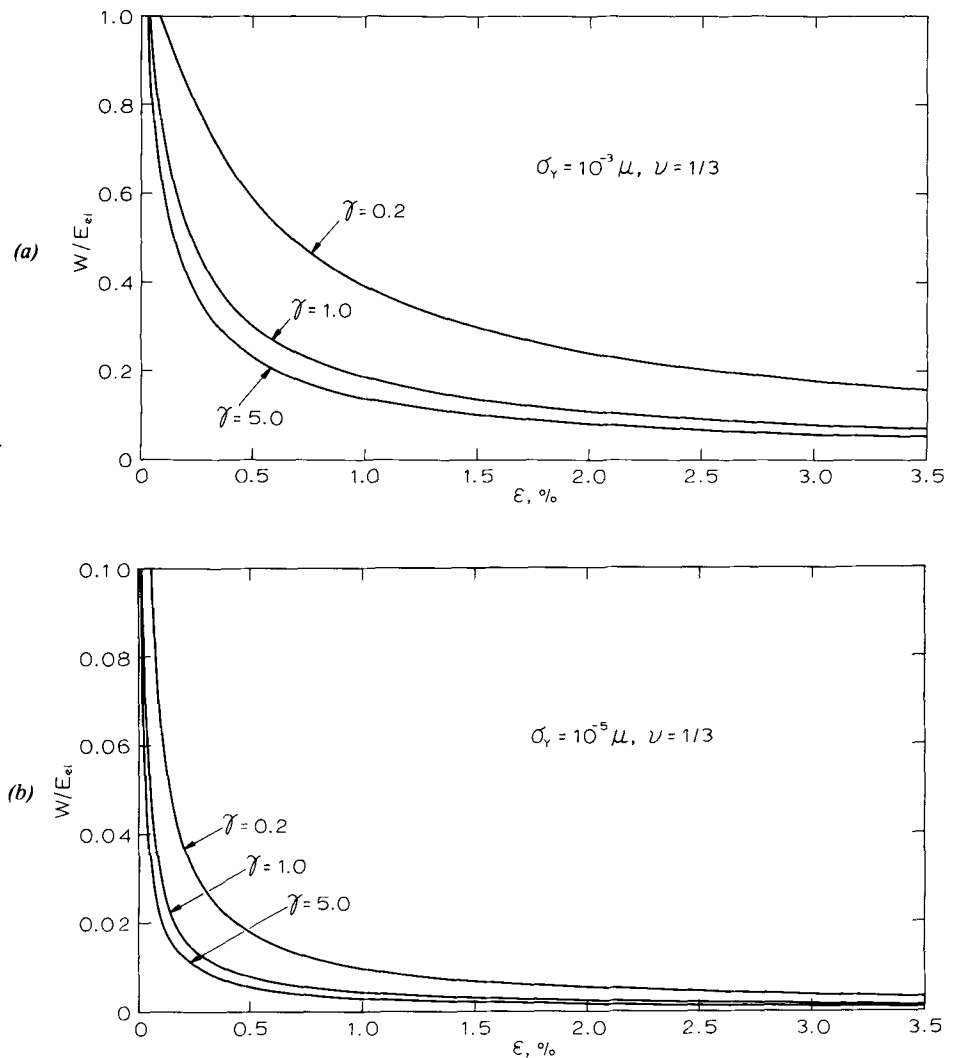 (a)
W/E_el
1.0
0.8
0.6
0.4
0.2
0
σ_Y = 10^-3 μ, ν = 1/3
γ = 0.2
γ = 1.0
γ = 5.0
0 0.5 1.0 1.5 2.0 2.5 3.0 3.5
ε, %
(b)
W/E_el
0.10
0.08
0.06
0.04
0.02
0
σ_Y = 10^-5 μ, ν = 1/3
γ = 0.2
γ = 1.0
γ = 5.0
0 0.5 1.0 1.5 2.0 2.5 3.0 3.5
ε, %